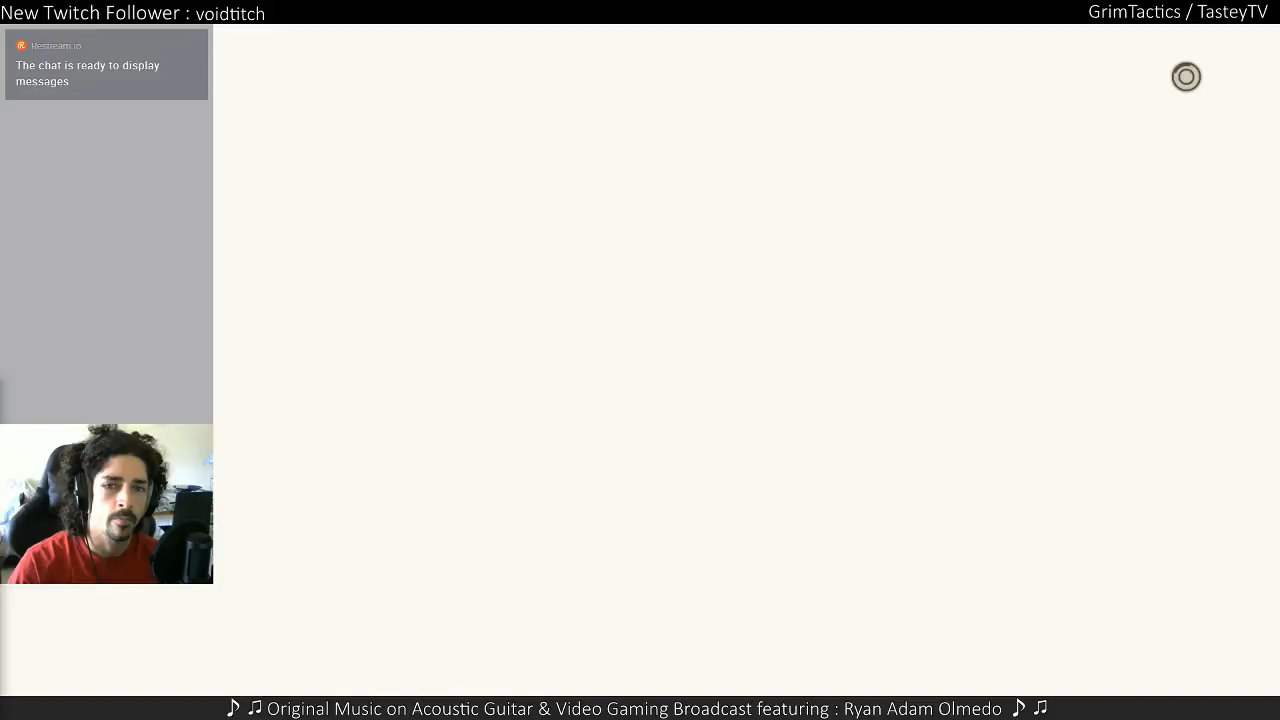 New Twitch Follower : voidtitch
GrimTactics / TasteyTV
Restream.io
The chat is ready to display
messages
♪ ♫ Original Music on Acoustic Guitar & Video Gaming Broadcast featuring : Ryan Adam Olmedo ♪ ♫